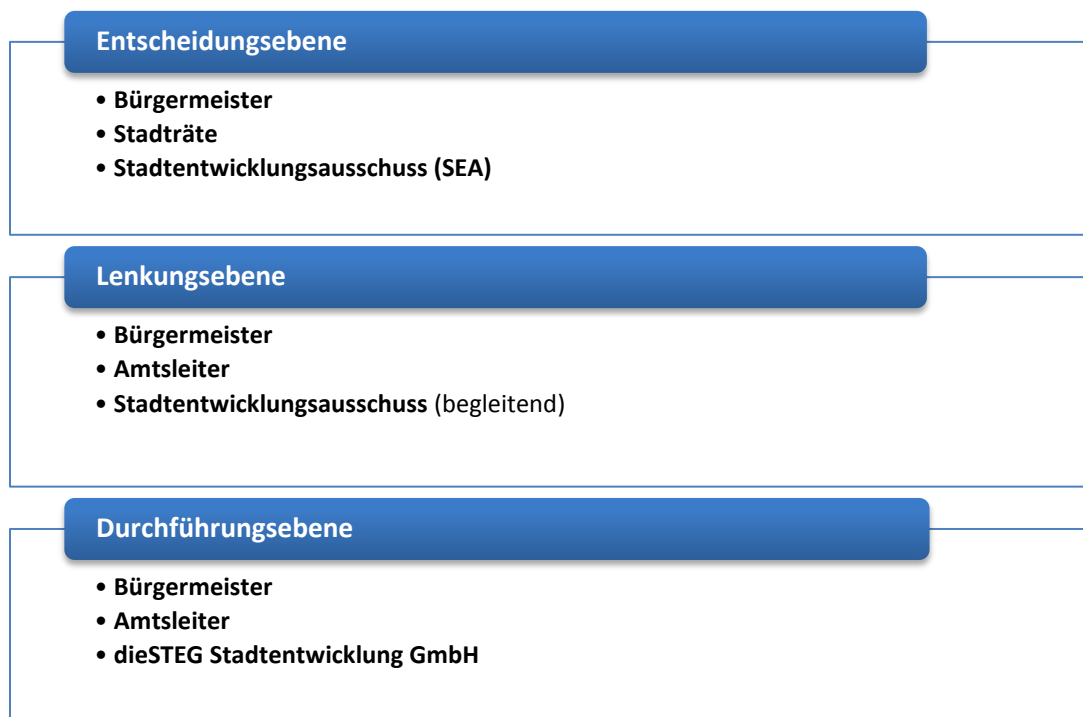 Entscheidungsebene
• Bürgermeister
• Stadträte
• Stadtentwicklungsausschuss (SEA)
Lenkungsebene
• Bürgermeister
• Amtsleiter
• Stadtentwicklungsausschuss (begleitend)
Durchführungsebene
• Bürgermeister
• Amtsleiter
• dieSTEG Stadtentwicklung GmbH